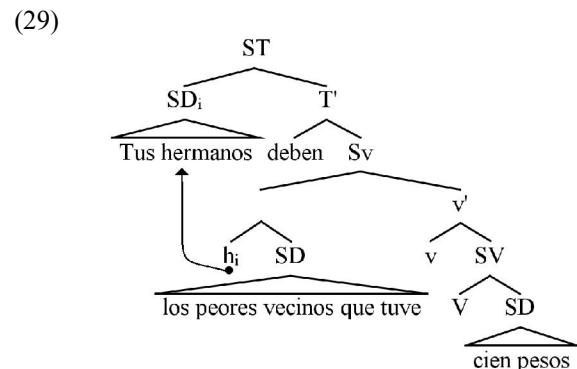 (29)
ST
SDi T'
Tus hermanos deben Sv
v'
hi SD v SV
los peores vecinos que tuve V SD
cien pesos